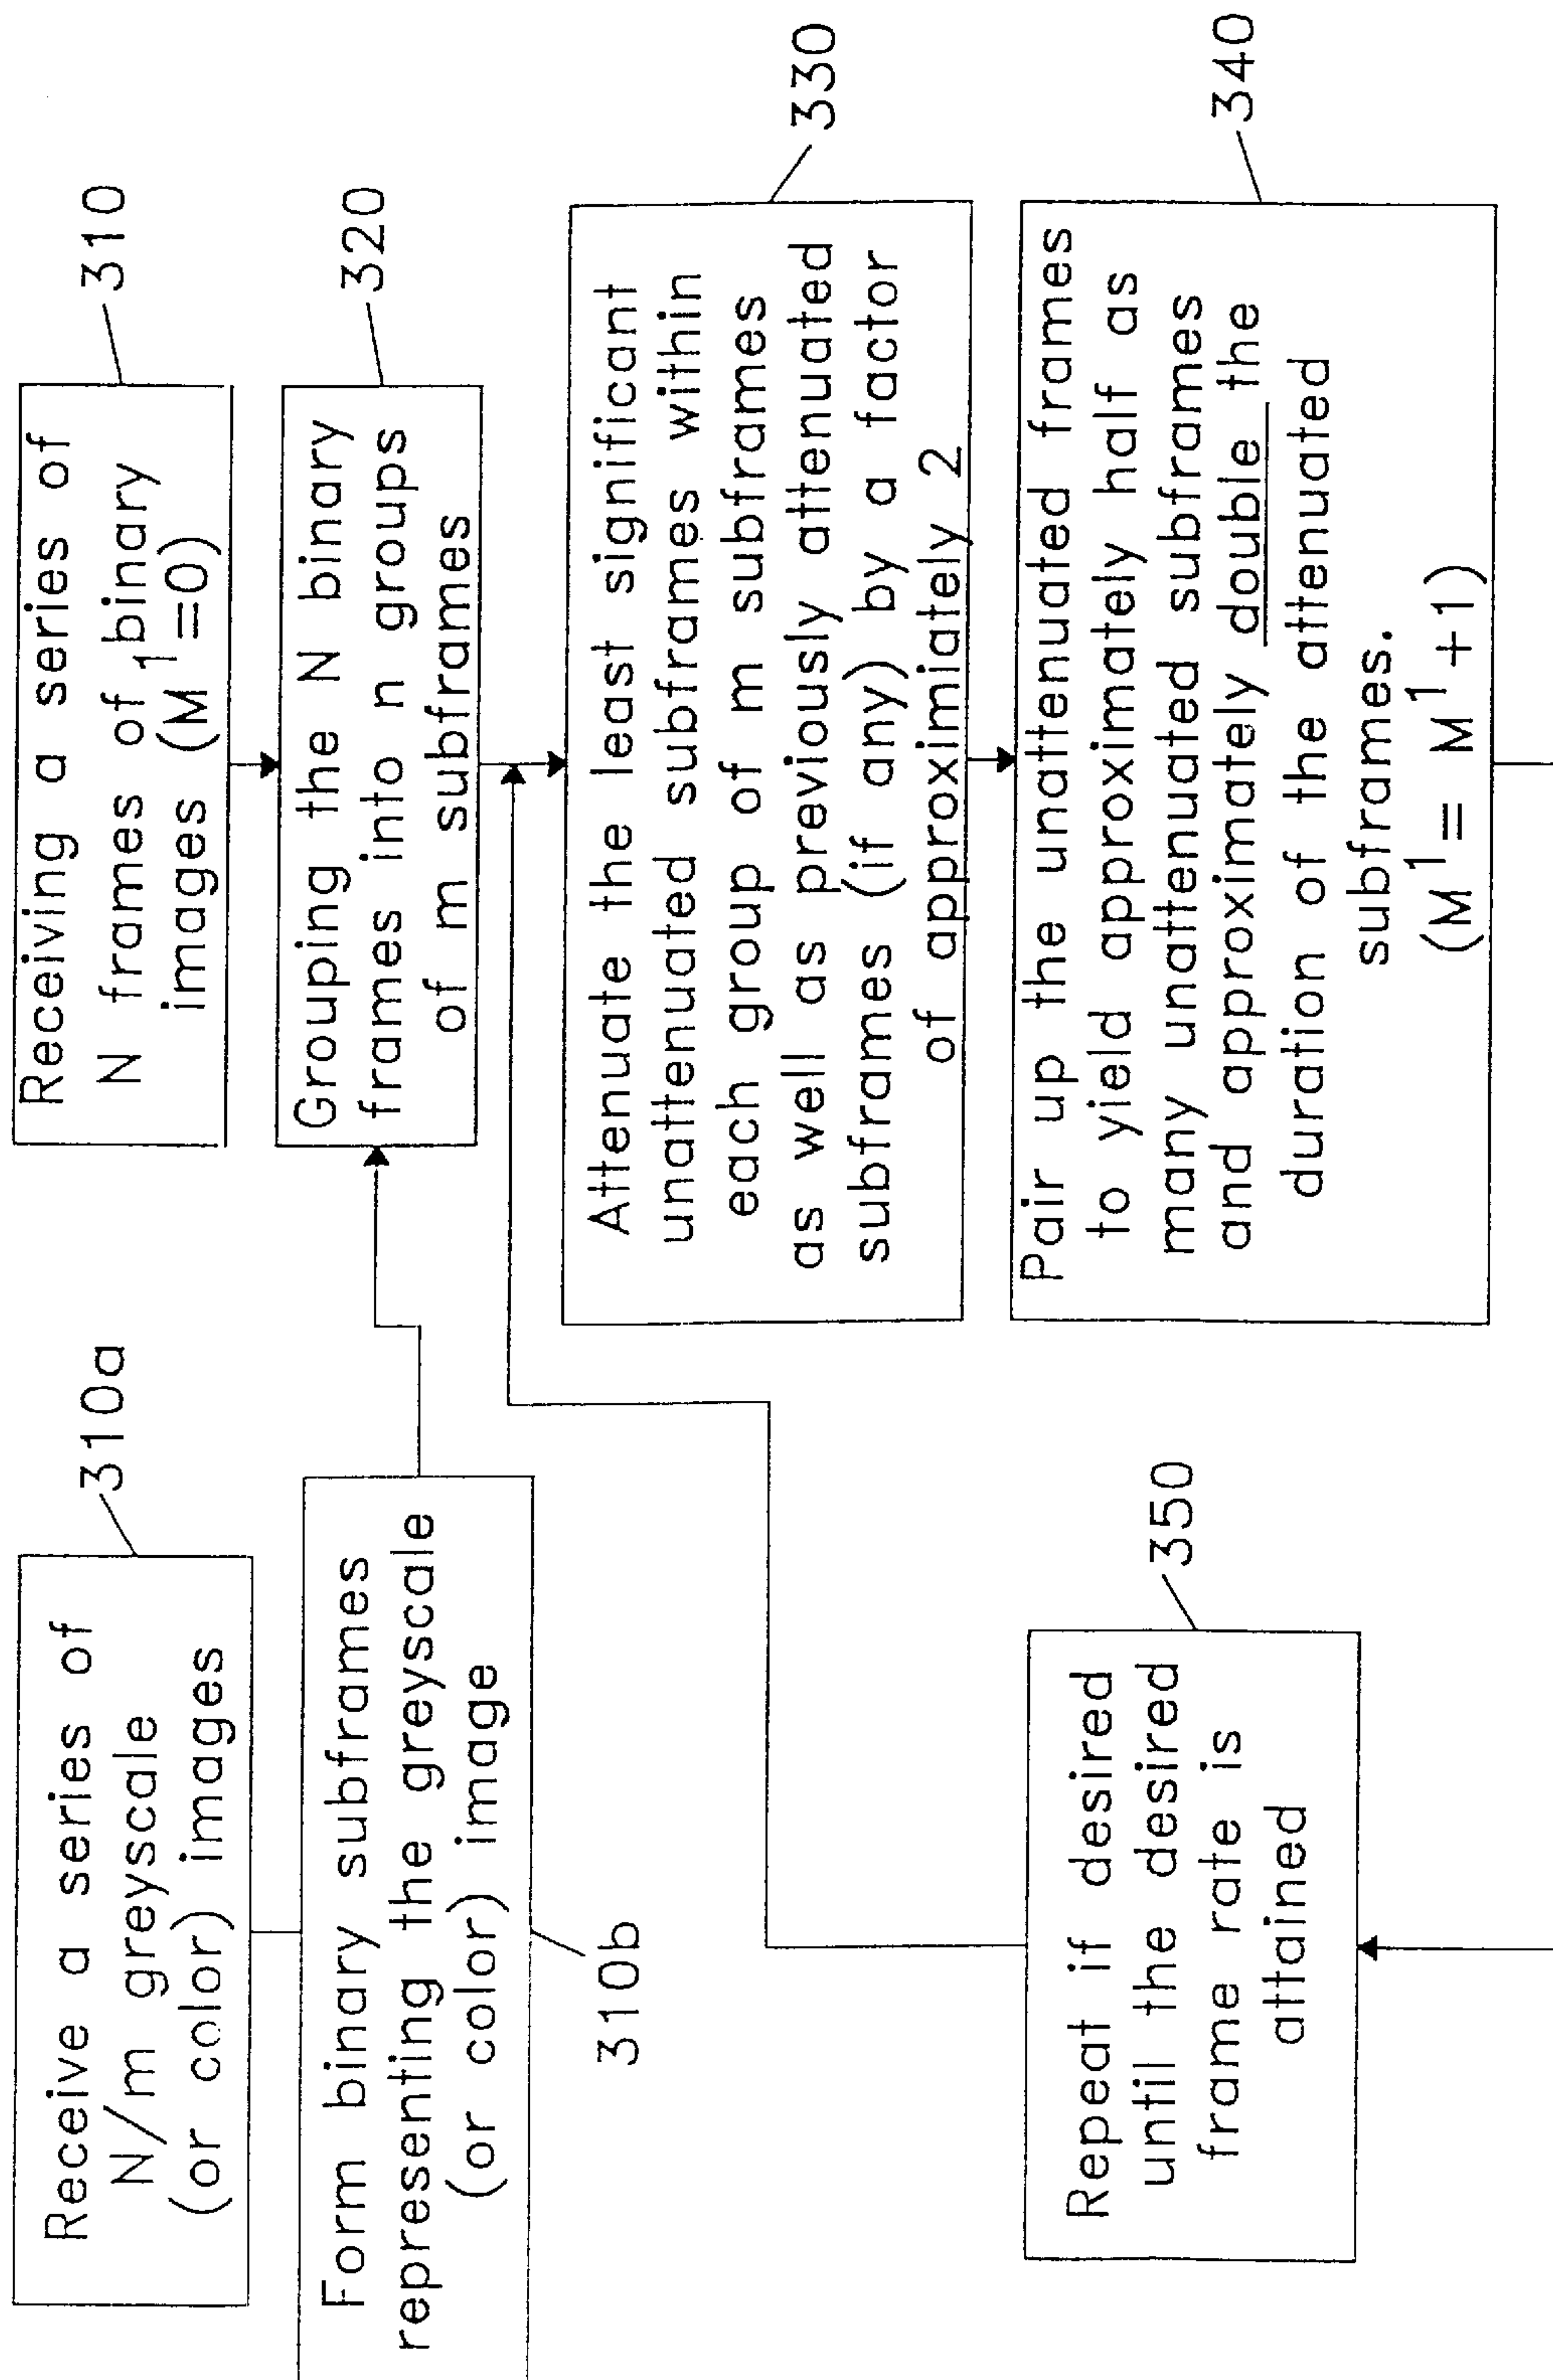 Receive a series of
N/m greyscale
(or color) images
310a
Form binary subframes
representing the greyscale
(or color) image
310b
Receiving a series of
N frames of binary
images (M¹=0)
310
Grouping the N binary
frames into n groups
of m subframes
320
Attenuate the least significant
unattenuated subframes within
each group of m subframes
as well as previously attenuated
subframes (if any) by a factor
of approximiately 2
330
Pair up the unattenuated frames
to yield approximately half as
many unattenuated subframes
and approximately double the
duration of the attenuated
subframes.
(M¹= M¹+1)
340
Repeat if desired
untill the desired
frame rate is
attained
350